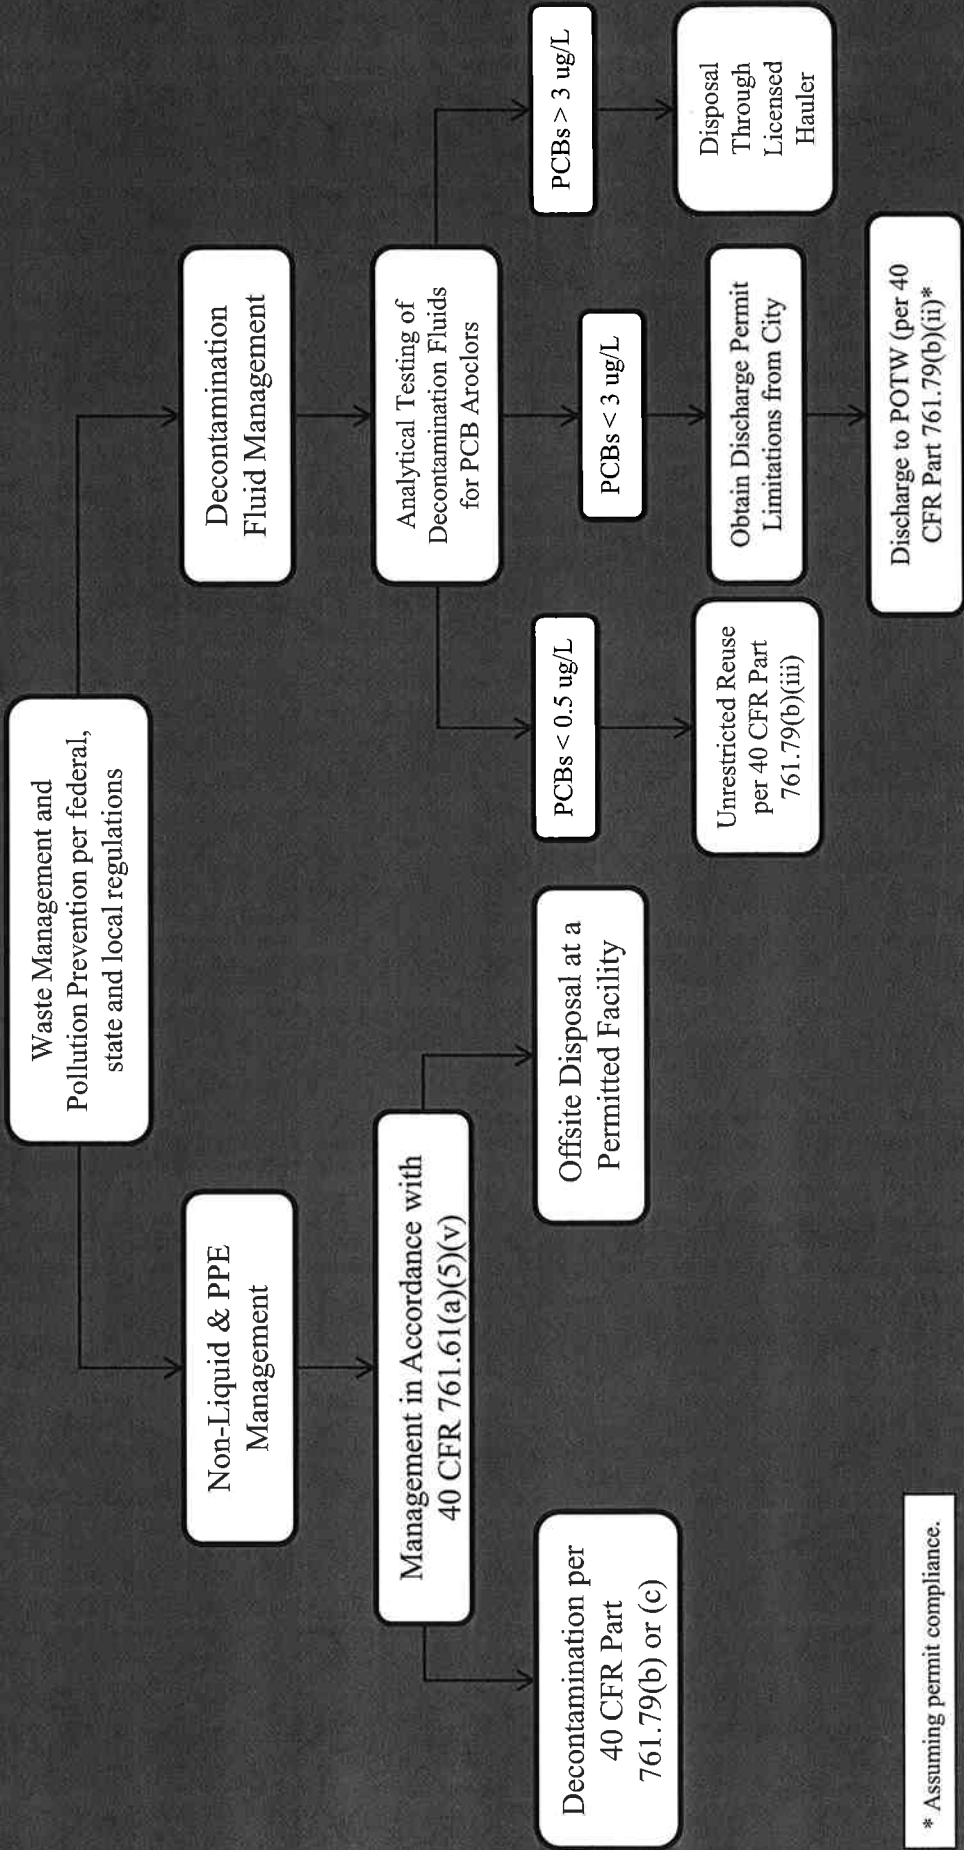 Waste Management and
Pollution Prevention per federal,
state and local regulations
Non-Liquid & PPE
Management
Management in Accordance with
40 CFR 761.61(a)(5)(v)
Decontamination per
40 CFR Part
761.79(b) or (c)
Offsite Disposal at a
Permitted Facility
Decontamination
Fluid Management
Analytical Testing of
Decontamination Fluids
for PCB Aroclors
PCBs < 0.5 ug/L
Unrestricted Reuse
per 40 CFR Part
761.79(b)(iii)
PCBs < 3 ug/L
Obtain Discharge Permit
Limitations from City
Discharge to POTW (per 40
CFR Part 761.79(b)(ii)*
PCBs > 3 ug/L
Disposal
Through
Licensed
Hauler
* Assuming permit compliance.